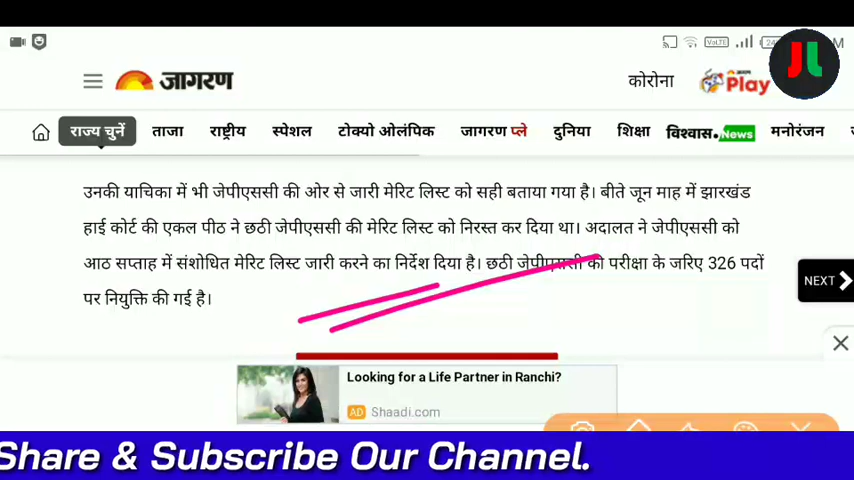 VoLTE
जागरण
कोरोना
Play
राज्य चुनें ताजा राष्ट्रीय स्पेशल टोक्यो ओलंपिक जागरण प्ले दुनिया शिक्षा विश्वास.News मनोरंजन
उनकी याचिका में भी जेपीएससी की ओर से जारी मेरिट लिस्ट को सही बताया गया है। बीते जून माह में झारखंड
हाई कोर्ट की एकल पीठ ने छठी जेपीएससी की मेरिट लिस्ट को निरस्त कर दिया था। अदालत ने जेपीएससी को
आठ सप्ताह में संशोधित मेरिट लिस्ट जारी करने का निर्देश दिया है। छठी जेपीएससी की परीक्षा के जरिए 326 पदों
NEXT
पर नियुक्ति की गई है।
Looking for a Life Partner in Ranchi?
AD Shaadi.com
Share & Subscribe Our Channel.